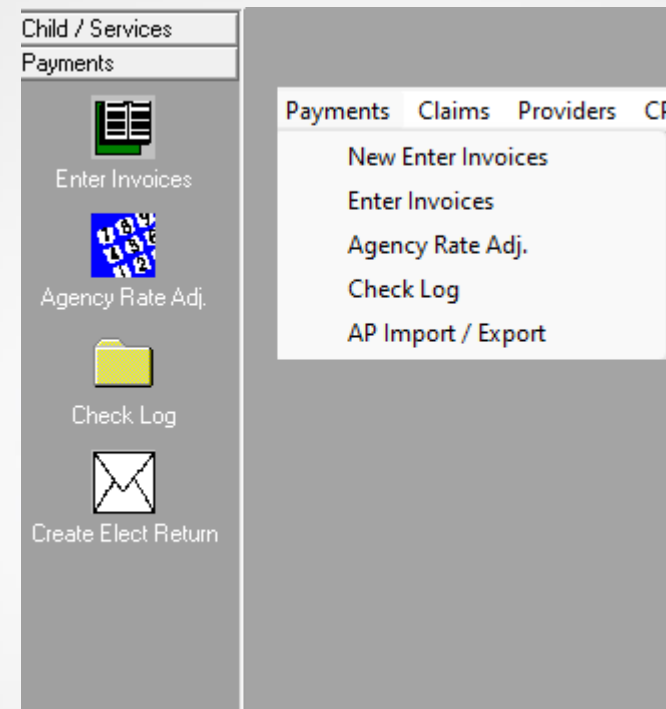 Child / Services
Payments
Enter Invoices
Agency Rate Adj.
Check Log
Create Elect Return
Payments Claims Providers
New Enter Invoices
Enter Invoices
Agency Rate Adj.
Check Log
AP Import / Export